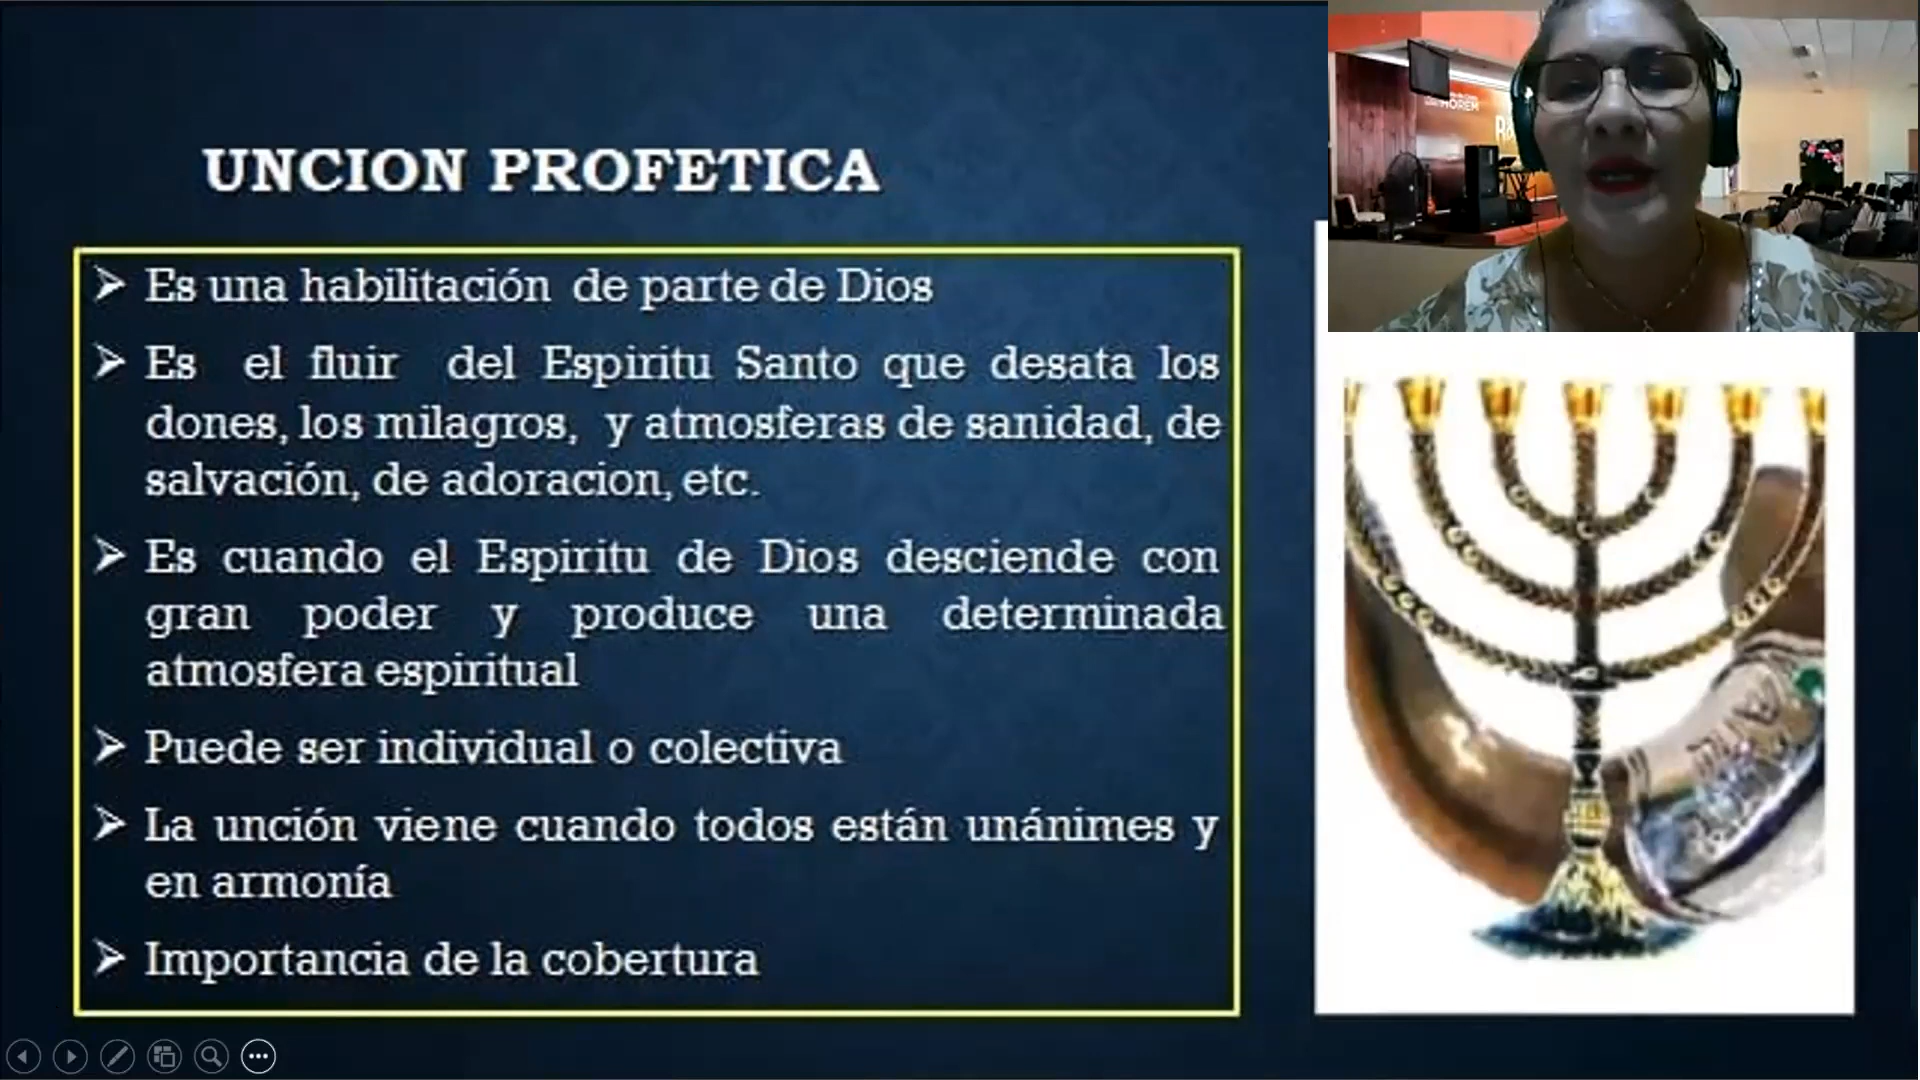 UNCION PROFETICA
Es una habilitación de parte de Dios
Es el fluir del Espiritu Santo que desata los
dones, los milagros, y atmosferas de sanidad, de
salvación, de adoracion, etc.
Es cuando el Espiritu de Dios desciende con
gran poder y produce una determinada
atmosfera espiritual
Puede ser individual o colectiva
La unción viene cuando todos están unánimes y
en armonía
Importancia de la cobertura
MOREH